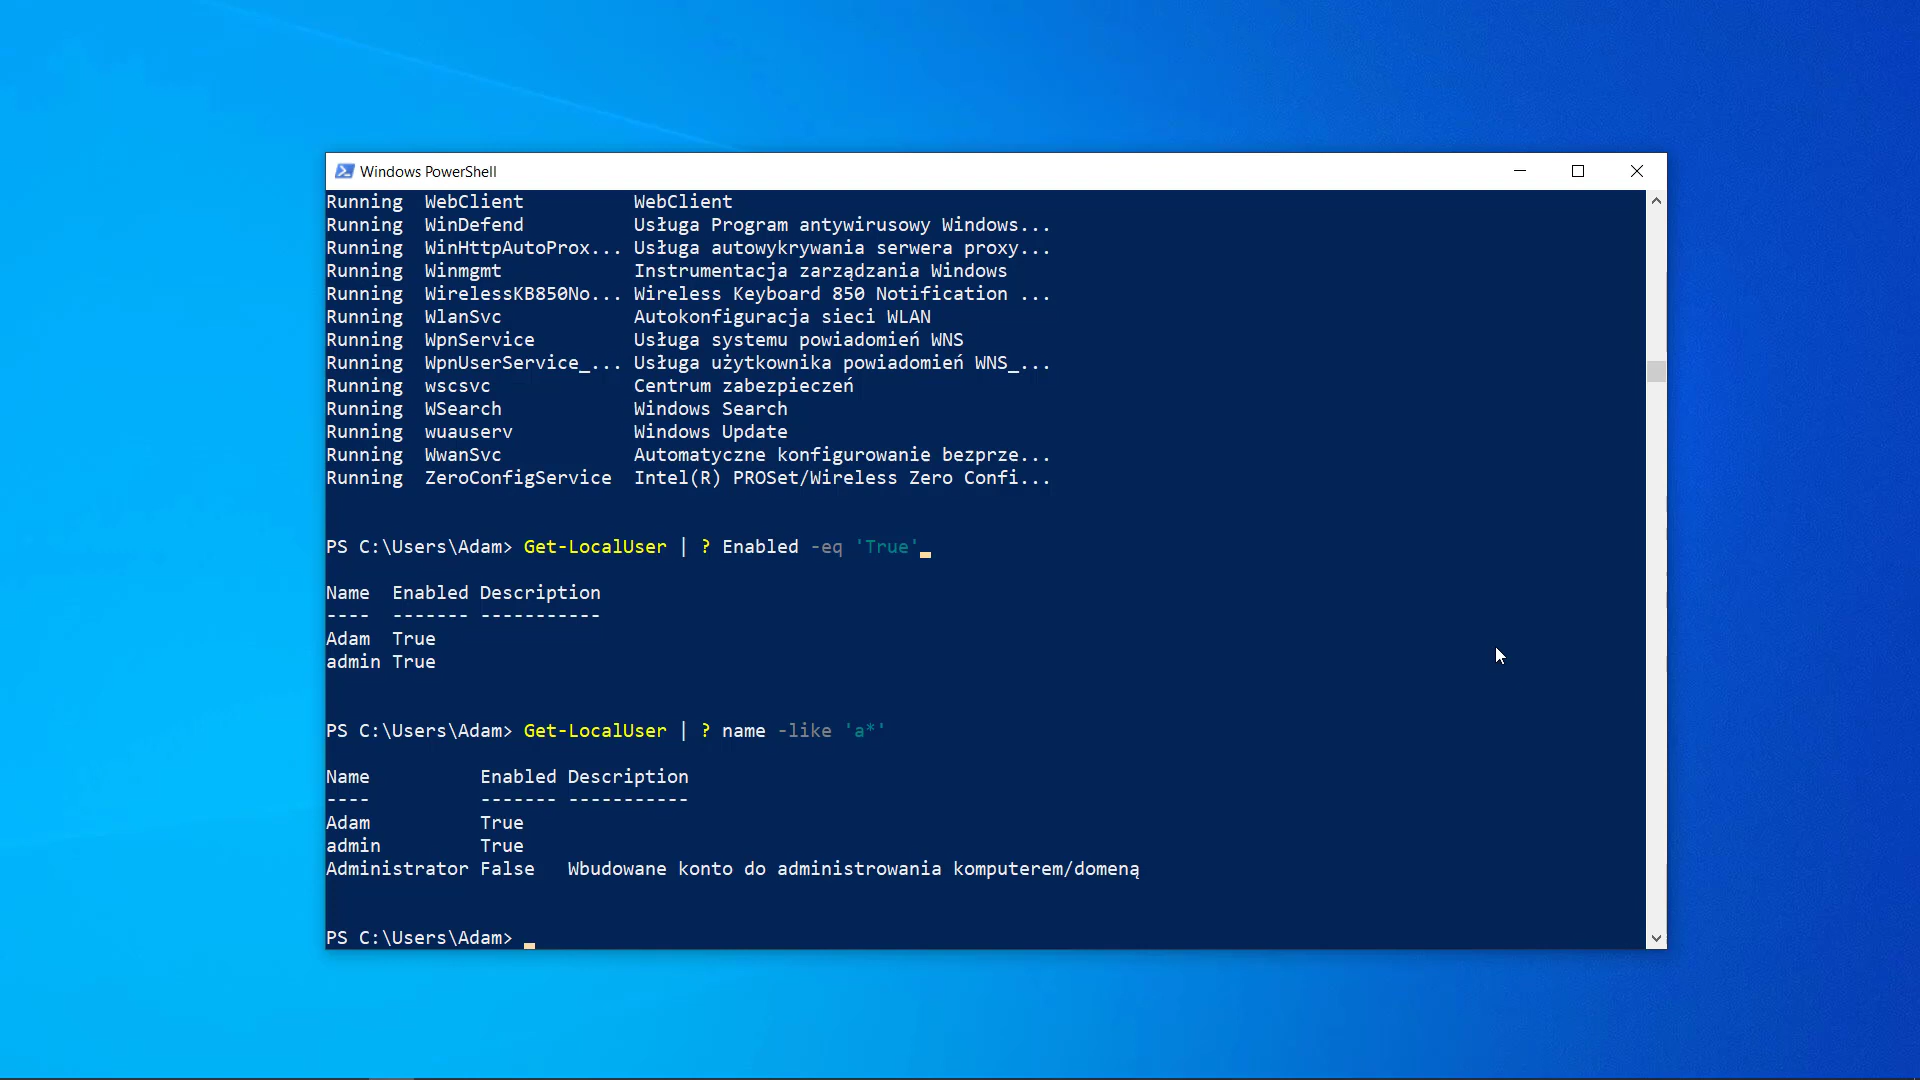 Windows PowerShell
Running  WebClient          WebClient
Running  WinDefend          Usługa Program antywirusowy Windows...
Running  WinHttpAutoProx... Usługa autowykrywania serwera proxy...
Running  Winmgmt            Instrumentacja zarządzania Windows
Running  WirelessKB850No... Wireless Keyboard 850 Notification ...
Running  WlanSvc            Autokonfiguracja sieci WLAN
Running  WpnService         Usługa systemu powiadomień WNS
Running  WpnUserService_... Usługa użytkownika powiadomień WNS_...
Running  wscsvc             Centrum zabezpieczeń
Running  WSearch            Windows Search
Running  wuauserv           Windows Update
Running  WwanSvc            Automatyczne konfigurowanie bezprze...
Running  ZeroConfigService  Intel(R) PROSet/Wireless Zero Confi...
PS C:\Users\Adam> Get-LocalUser | ? Enabled -eq 'True'
Name  Enabled Description
----  ------- -----------
Adam  True
admin True
PS C:\Users\Adam> Get-LocalUser | ? name -like 'a*'
Name          Enabled Description
----          ------- -----------
Adam          True
admin         True
Administrator False   Wbudowane konto do administrowania komputerem/domeną
PS C:\Users\Adam>